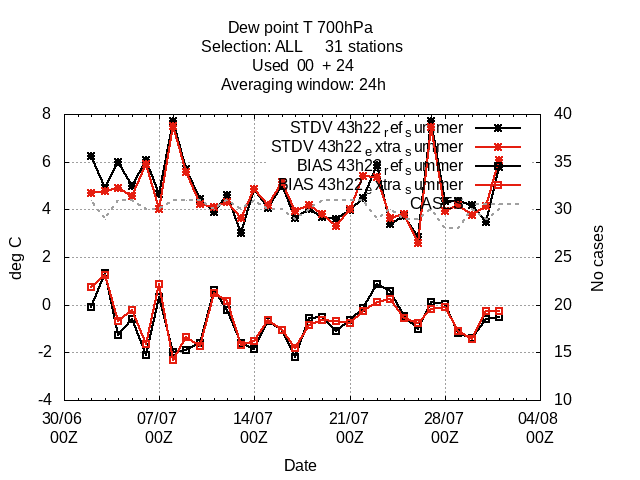 Dew point T 700hPa
Selection: ALL 31 stations
Used 00 + 24
Averaging window: 24h
8 40
STDV 43h22_ref_summer
STDV 43h22_extra_summer
6 35
BIAS 43h22_ref_summer
BIAS 43h22_extra_summer
CASES
4 30
deg C
2 25
No cases
0 20
-2 15
-4 10
30/06 07/07 14/07 21/07 28/07 04/08
00Z 00Z 00Z 00Z 00Z 00Z
Date